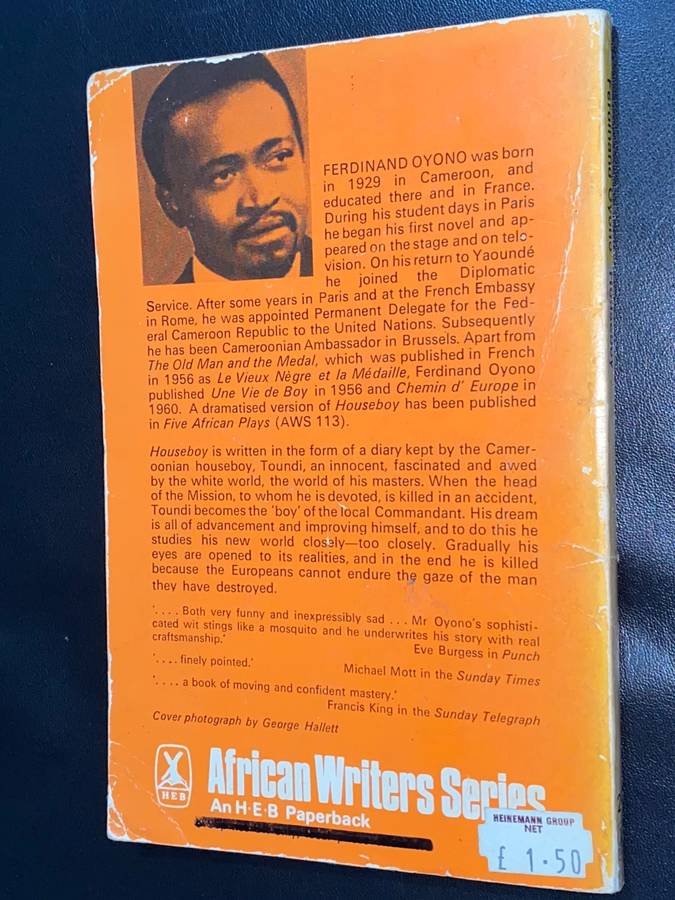 FERDINAND OYONO was born
in 1929 in Cameroon, and
educated there and in France.
During his student days in Paris
he began his first novel and ap-
peared on the stage and on tele-
vision. On his return to Yaoundé
he joined the Diplomatic
Service. After some years in Paris and at the French Embassy
in Rome, he was appointed Permanent Delegate for the Fed-
eral Cameroon Republic to the United Nations. Subsequently
he has been Cameroonian Ambassador in Brussels. Apart from
The Old Man and the Medal, which was published in French
in 1956 as Le Vieux Nègre et la Médaille, Ferdinand Oyono
published Une Vie de Boy in 1956 and Chemin d' Europe in
1960. A dramatised version of Houseboy has been published
in Five African Plays (AWS 113).
Houseboy is written in the form of a diary kept by the Camer-
oonian houseboy, Toundi, an innocent, fascinated and awed
by the white world, the world of his masters. When the head
of the Mission, to whom he is devoted, is killed in an accident,
Toundi becomes the 'boy' of the local Commandant. His dream
is all of advancement and improving himself, and to do this he
studies his new world closely—too closely. Gradually his
eyes are opened to its realities, and in the end he is killed
because the Europeans cannot endure the gaze of the man
they have destroyed.
'. . . . Both very funny and inexpressibly sad . . . Mr Oyono's sophisti-
cated wit stings like a mosquito and he underwrites his story with real
craftsmanship.'
Eve Burgess in Punch
'. . . . finely pointed.'
Michael Mott in the Sunday Times
'. . . . a book of moving and confident mastery.'
Francis King in the Sunday Telegraph
Cover photograph by George Hallett
HEB
African Writers Series
An H·E·B Paperback
HEINEMANN GROUP
NET
£ 1·50
Ferdinand Oyono